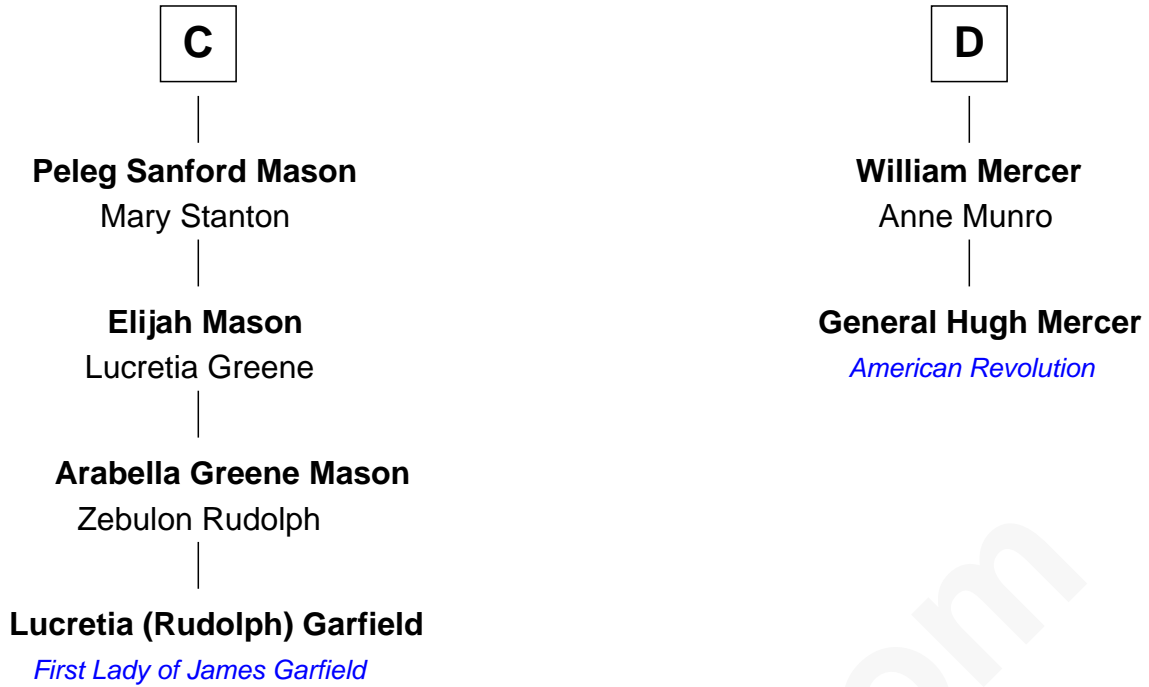 C
Peleg Sanford Mason
Mary Stanton
Elijah Mason
Lucretia Greene
Arabella Greene Mason
Zebulon Rudolph
Lucretia (Rudolph) Garfield
First Lady of James Garfield
D
William Mercer
Anne Munro
General Hugh Mercer
American Revolution